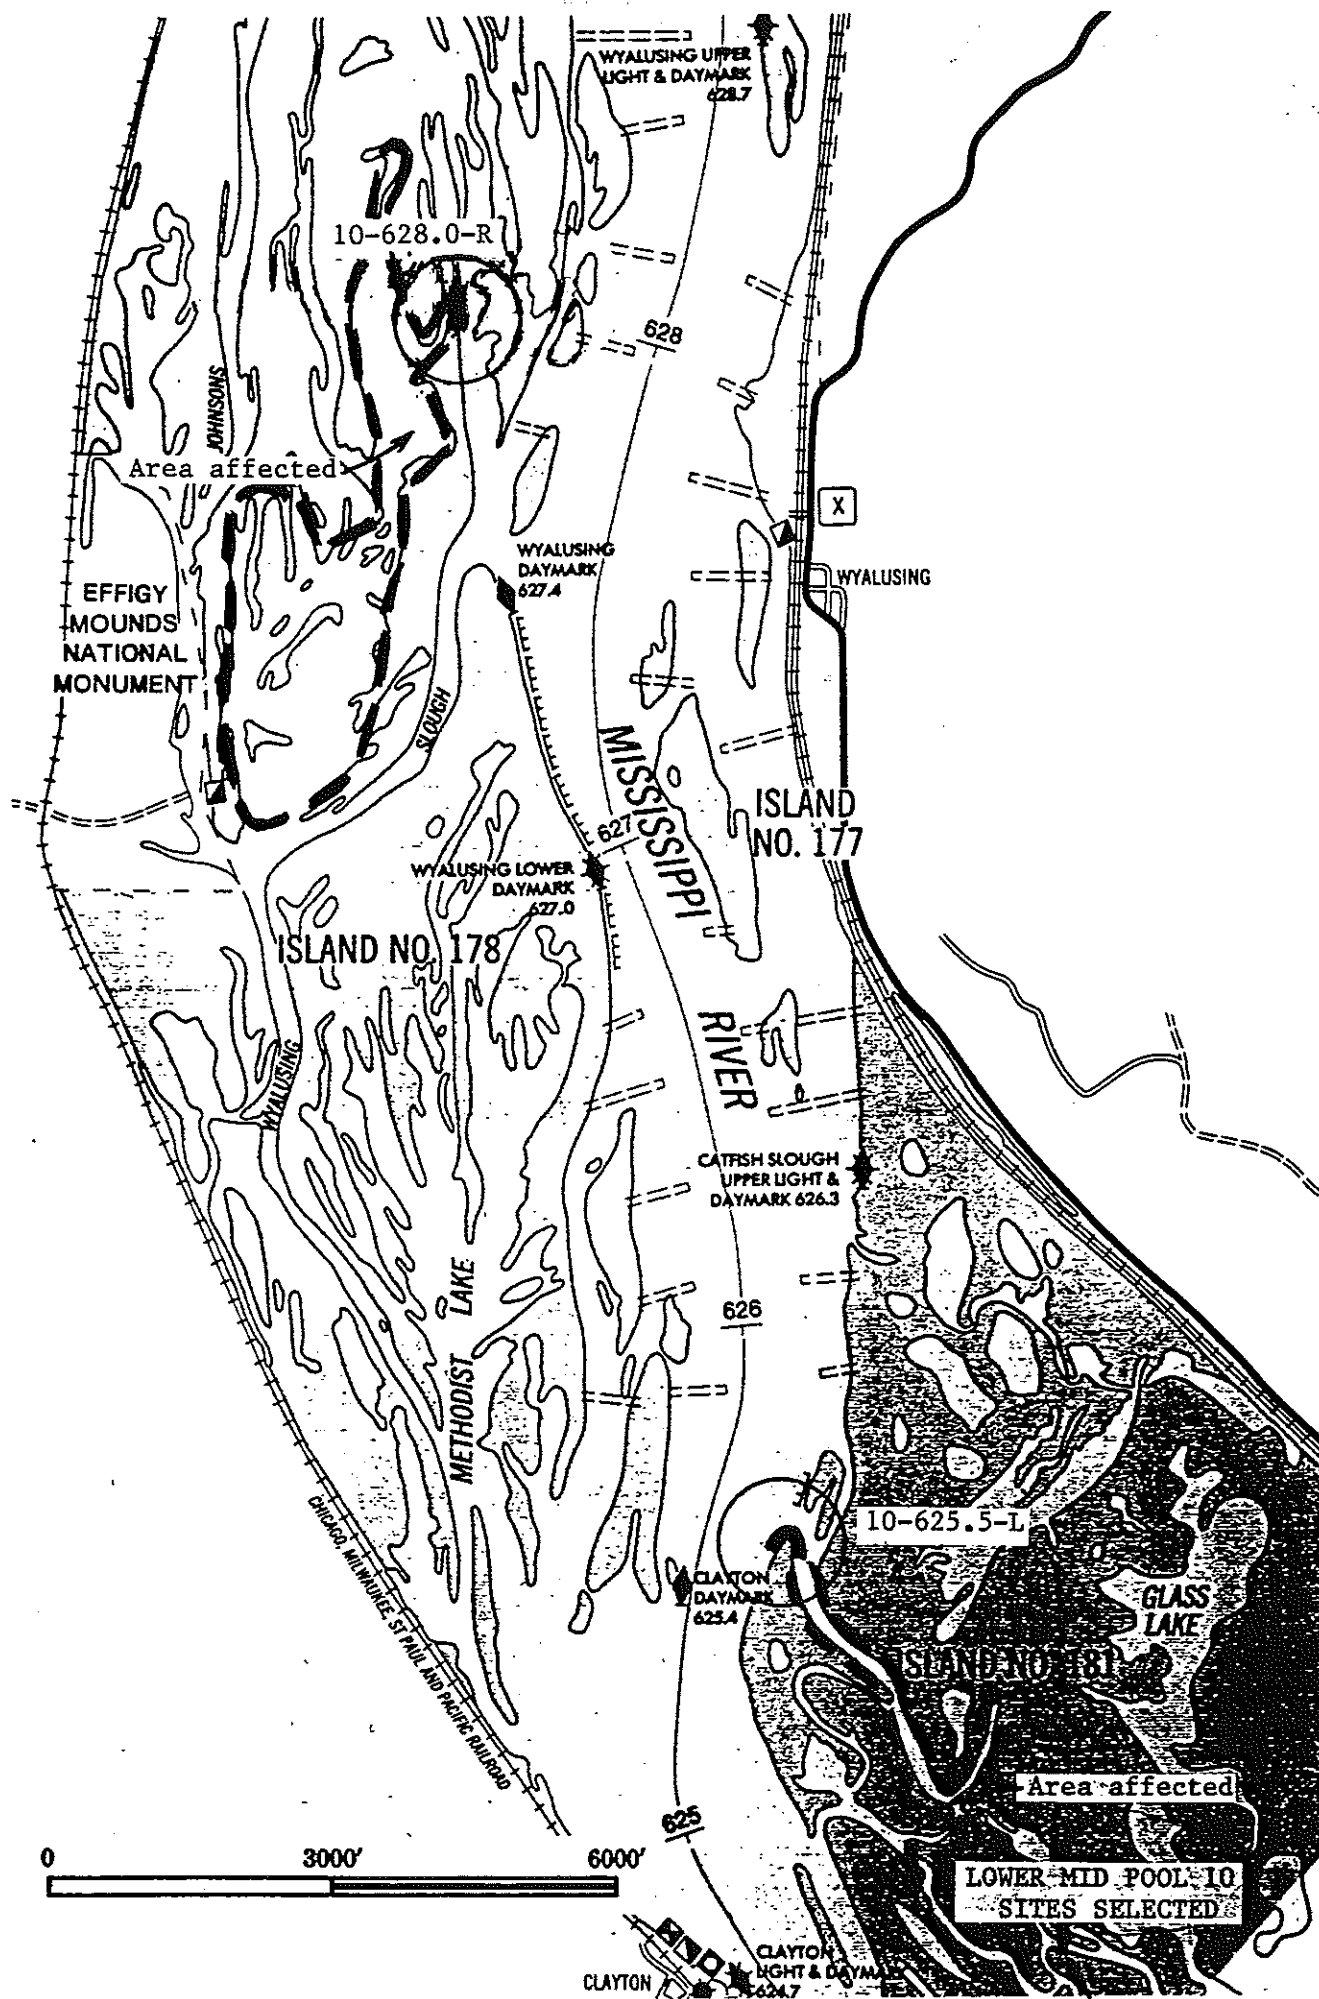 WYALUSING UPPER
LIGHT & DAYMARK
628.7
10-628.0-R
628
JOHNSONS
Area affected
X
WYALUSING
DAYMARK
627.4
WYALUSING
EFFIGY
MOUNDS
NATIONAL
MONUMENT
SLOUGH
MISSISSIPPI
ISLAND
NO. 177
627
WYALUSING LOWER
DAYMARK
627.0
ISLAND NO. 178
RIVER
WYALUSING
CATFISH SLOUGH
UPPER LIGHT &
DAYMARK 626.3
LAKE
626
METHODIST
10-625.5-L
CHICAGO, MILWAUKEE, ST PAUL AND PACIFIC RAILROAD
CLAYTON
DAYMARK
625.4
GLASS
LAKE
ISLAND NO. 181
Area affected
625
0 3000' 6000'
LOWER MID POOL 10
SITES SELECTED
CLAYTON
LIGHT & DAYMARK
624.7
CLAYTON